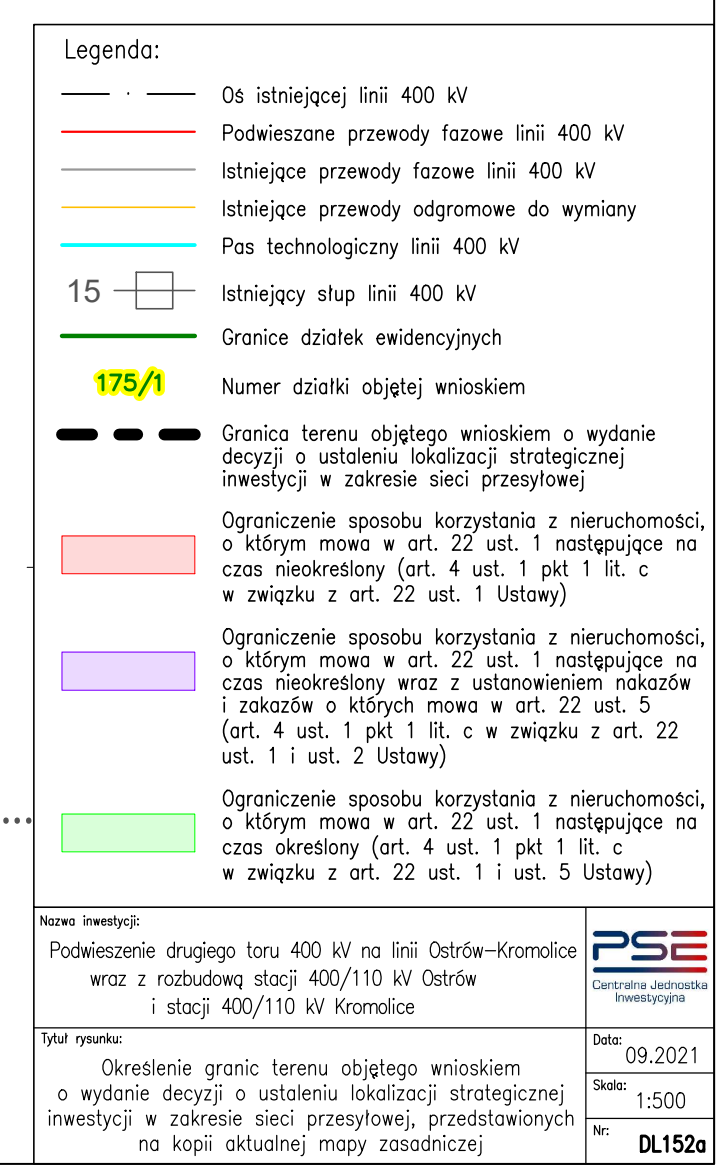 Legenda:
Oś istniejącej linii 400 kV
Podwieszane przewody fazowe linii 400 kV
Istniejące przewody fazowe linii 400 kV
Istniejące przewody odgromowe do wymiany
Pas technologiczny linii 400 kV
15
Istniejący słup linii 400 kV
Granice działek ewidencyjnych
175/1
Numer działki objętej wnioskiem
Granica terenu objętego wnioskiem o wydanie
decyzji o ustaleniu lokalizacji strategicznej
inwestycji w zakresie sieci przesyłowej
Ograniczenie sposobu korzystania z nieruchomości,
o którym mowa w art. 22 ust. 1 następujące na
czas nieokreślony (art. 4 ust. 1 pkt 1 lit. c
w związku z art. 22 ust. 1 Ustawy)
Ograniczenie sposobu korzystania z nieruchomości,
o którym mowa w art. 22 ust. 1 następujące na
czas nieokreślony wraz z ustanowieniem nakazów
i zakazów o których mowa w art. 22 ust. 5
(art. 4 ust. 1 pkt 1 lit. c w związku z art. 22
ust. 1 i ust. 2 Ustawy)
Ograniczenie sposobu korzystania z nieruchomości,
o którym mowa w art. 22 ust. 1 następujące na
czas określony (art. 4 ust. 1 pkt 1 lit. c
w związku z art. 22 ust. 1 i ust. 5 Ustawy)
Nazwa inwestycji:
Podwieszenie drugiego toru 400 kV na linii Ostrów–Kromolice
wraz z rozbudową stacji 400/110 kV Ostrów
i stacji 400/110 kV Kromolice
PSE
Centralna Jednostka
Inwestycyjna
Tytuł rysunku:
Określenie granic terenu objętego wnioskiem
o wydanie decyzji o ustaleniu lokalizacji strategicznej
inwestycji w zakresie sieci przesyłowej, przedstawionych
na kopii aktualnej mapy zasadniczej
Data:
09.2021
Skala:
1:500
Nr:
DL152a